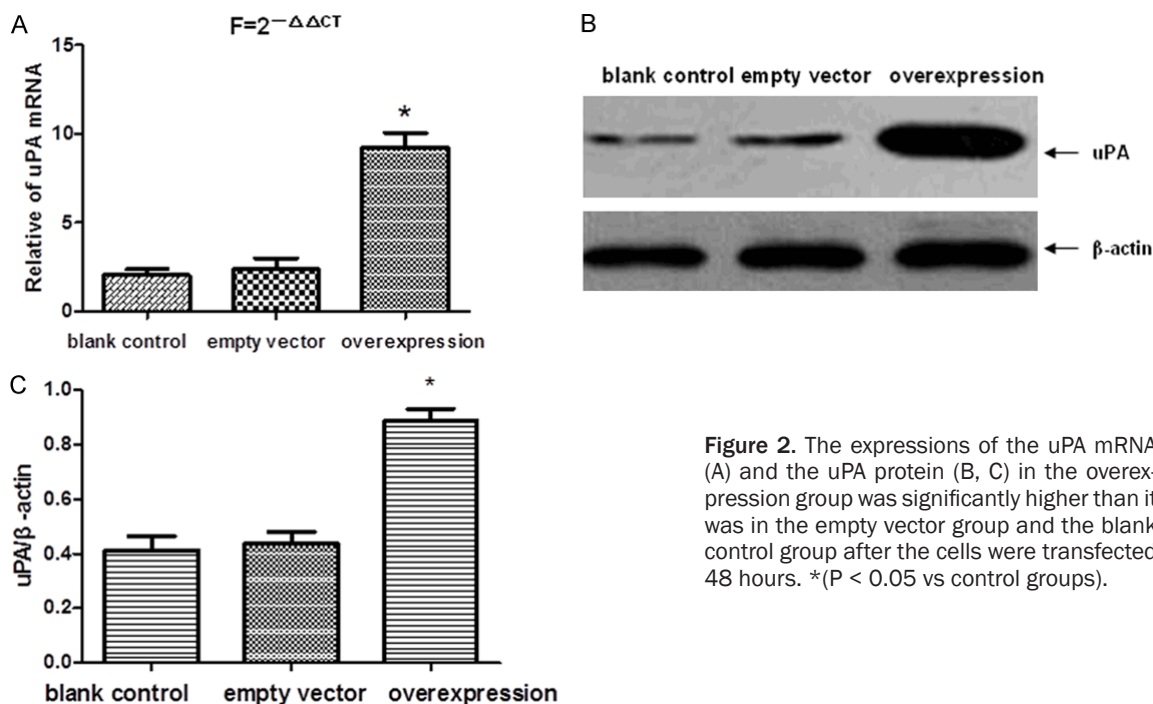 A
F=2−ΔΔCT
Relative of uPA mRNA
15
10
5
0
*
blank control empty vector overexpression
B
blank control empty vector overexpression
uPA
β-actin
C
uPA/β -actin
1.0
0.8
0.6
0.4
0.2
0.0
*
blank control empty vector overexpression
Figure 2. The expressions of the uPA mRNA
(A) and the uPA protein (B, C) in the overex-
pression group was significantly higher than it
was in the empty vector group and the blank
control group after the cells were transfected
48 hours. *(P < 0.05 vs control groups).